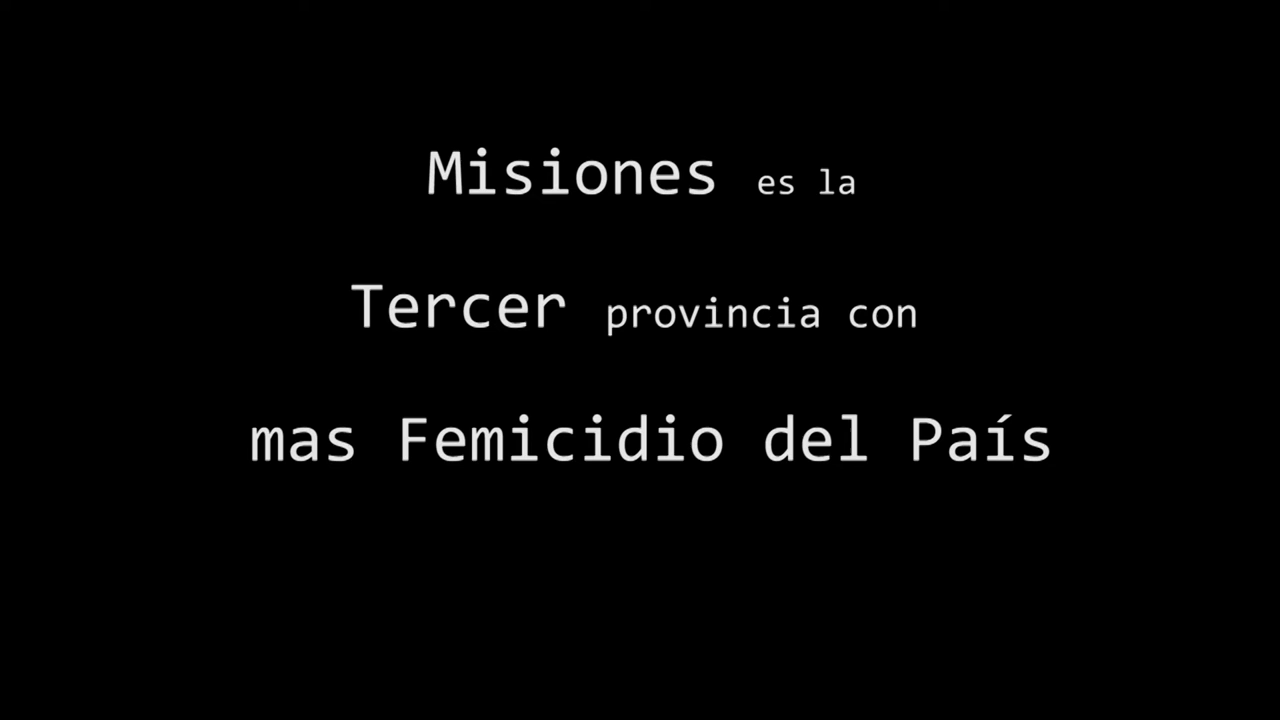 Misiones es la
Tercer provincia con
mas Femicidio del País